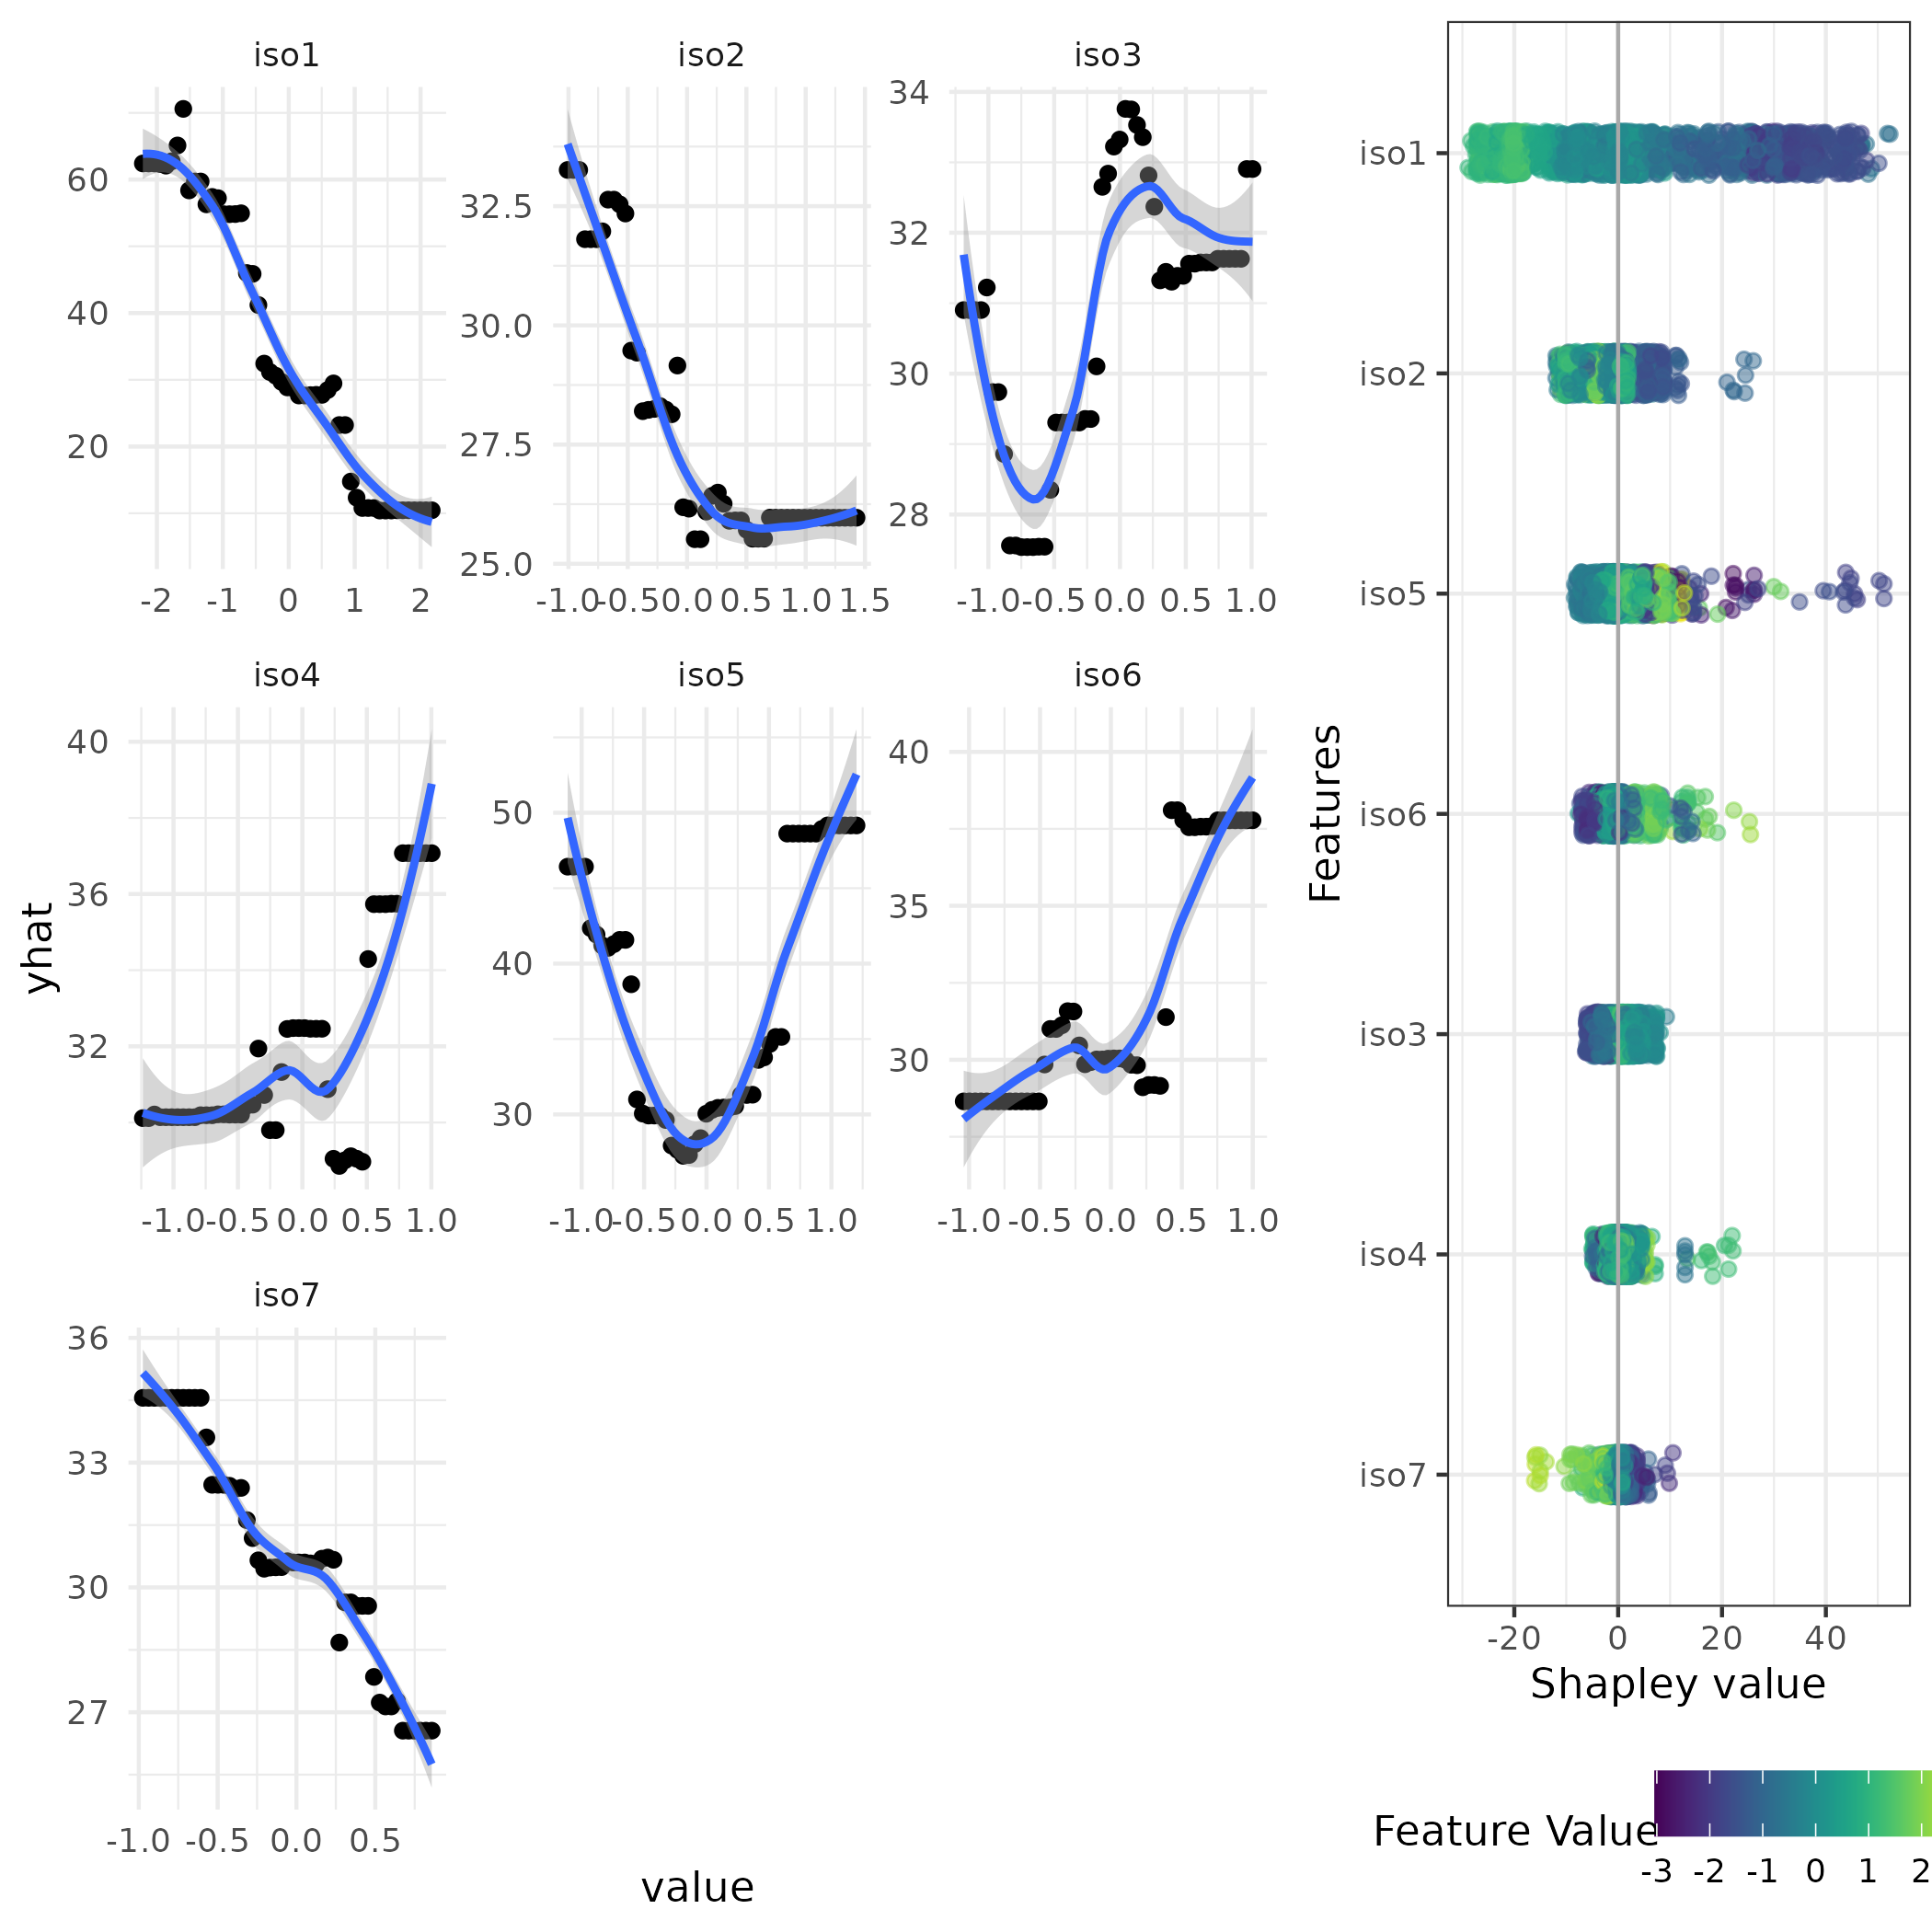 iso1
iso2
iso3
60
40
20
-2 -1 0 1 2
32.5
30.0
27.5
25.0
-1.0 -0.5 0.0 0.5 1.0 1.5
34
32
30
28
-1.0 -0.5 0.0 0.5 1.0
iso4
iso5
iso6
40
36
32
-1.0 -0.5 0.0 0.5 1.0
50
40
30
-1.0 -0.5 0.0 0.5 1.0
40
35
30
-1.0 -0.5 0.0 0.5 1.0
iso7
36
33
30
27
-1.0 -0.5 0.0 0.5
yhat
value
Features
iso1
iso2
iso5
iso6
iso3
iso4
iso7
-20 0 20 40
Shapley value
Feature Value
-3 -2 -1 0 1 2